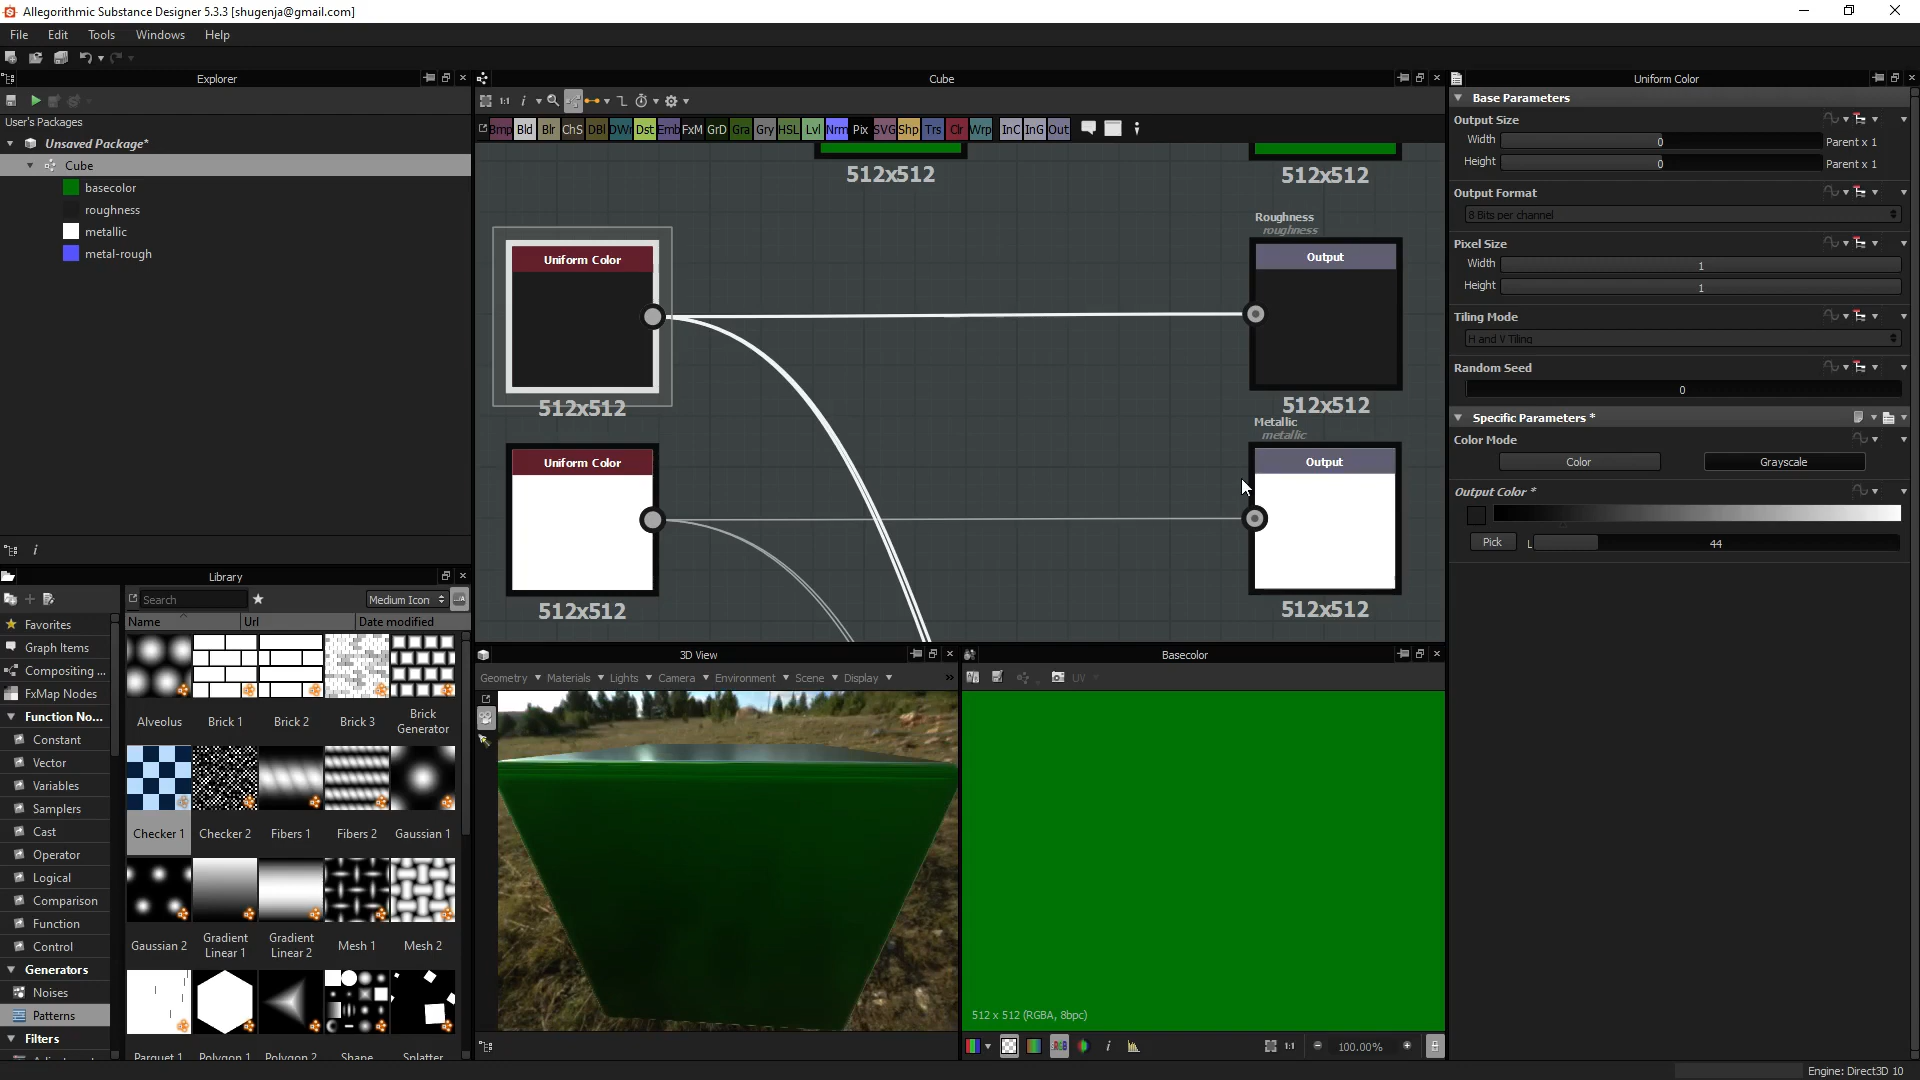 Allegorithmic Substance Designer 5.3.3 [shugenja@gmail.com]
File Edit Tools Windows Help
Explorer
User's Packages
Unsaved Package*
Cube
basecolor
roughness
metallic
metal-rough
Library
Search
Medium Icon
Name Url Date modified
Favorites
Graph Items
Compositing ...
FxMap Nodes
Function No...
Constant
Vector
Variables
Samplers
Cast
Operator
Logical
Comparison
Function
Control
Generators
Noises
Patterns
Filters
Alveolus Brick 1 Brick 2 Brick 3 Brick Generator
Checker 1 Checker 2 Fibers 1 Fibers 2 Gaussian 1
Gaussian 2 Gradient Linear 1 Gradient Linear 2 Mesh 1 Mesh 2
Parquet 1 Polygon 1 Polygon 2 Shape Splatter
Cube
1:1
Bmp Bld Blr ChS DBl DWr Dst Emb FxM GrD Gra Gry HSL Lvl Nrm Pix SVG Shp Trs Clr Wrp InC InG Out
512x512
512x512
Roughness
roughness
Uniform Color
Output
512x512
512x512
Metallic
metallic
Uniform Color
Output
512x512
512x512
3D View
Geometry Materials Lights Camera Environment Scene Display
Basecolor
UV
512 x 512 (RGBA, 8bpc)
1:1
100.00%
Uniform Color
Base Parameters
Output Size
Width 0 Parent x 1
Height 0 Parent x 1
Output Format
8 Bits per channel
Pixel Size
Width 1
Height 1
Tiling Mode
H and V Tiling
Random Seed
0
Specific Parameters *
Color Mode
Color Grayscale
Output Color *
Pick L 44
Engine: Direct3D 10